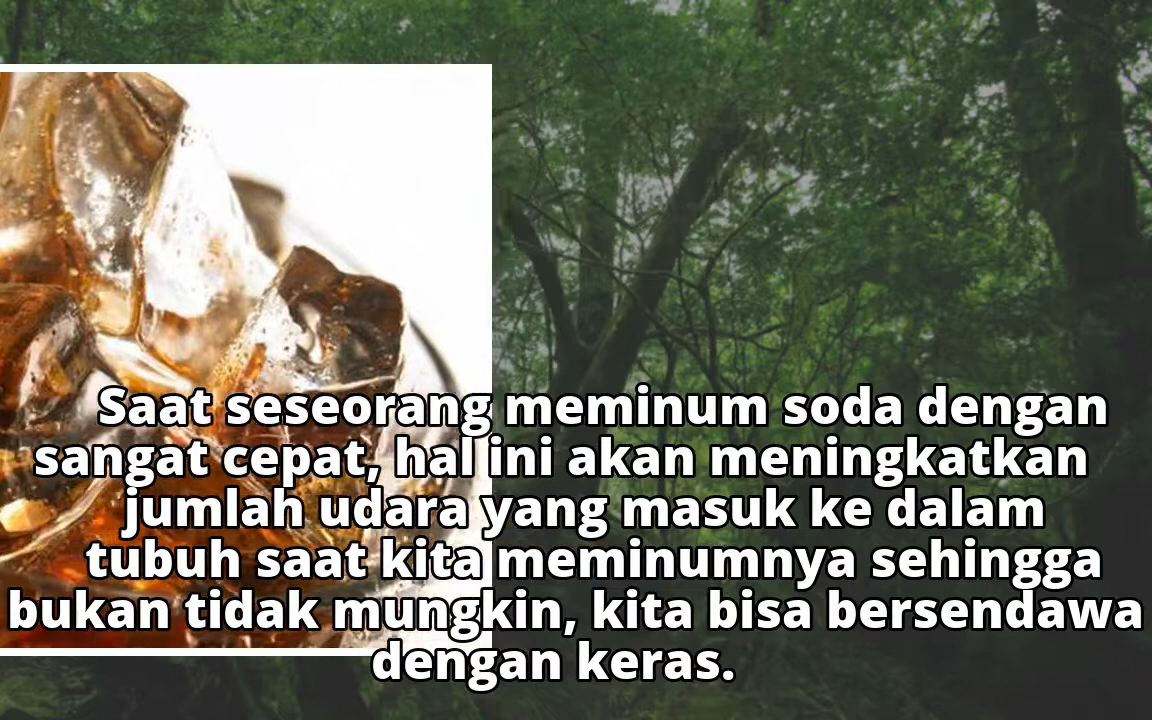 Saat seseorang meminum soda dengan
sangat cepat, hal ini akan meningkatkan
jumlah udara yang masuk ke dalam
tubuh saat kita meminumnya sehingga
bukan tidak mungkin, kita bisa bersendawa
dengan keras.